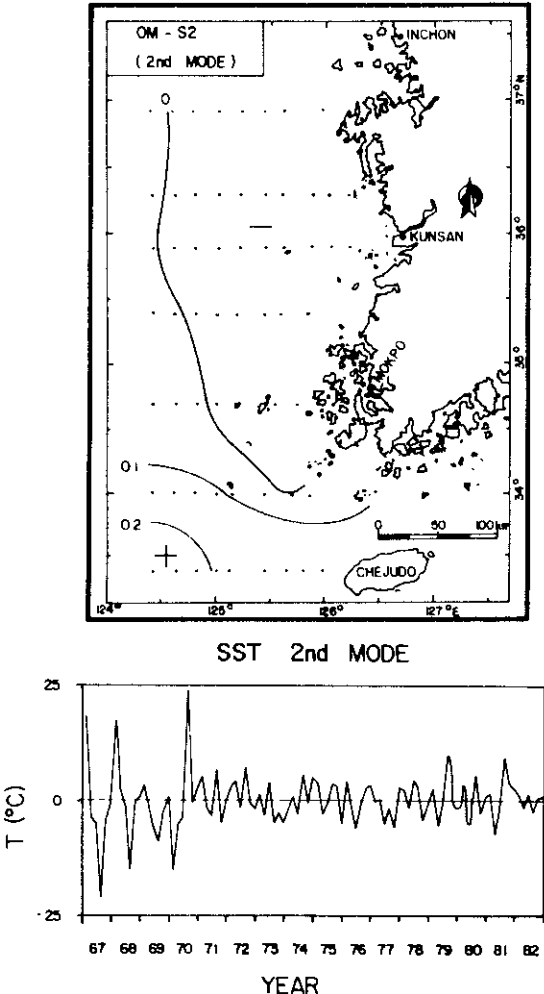 OM - S2
(2nd MODE)
INCHON
0
37°N
KUNSAN
36°
35°
MOKPO
0.1
34°
0.2
0 50 100 km
CHEJUDO
124° 125° 126° 127°E
SST 2nd MODE
25
T (°C)
0
-25
67 68 69 70 71 72 73 74 75 76 77 78 79 80 81 82
YEAR